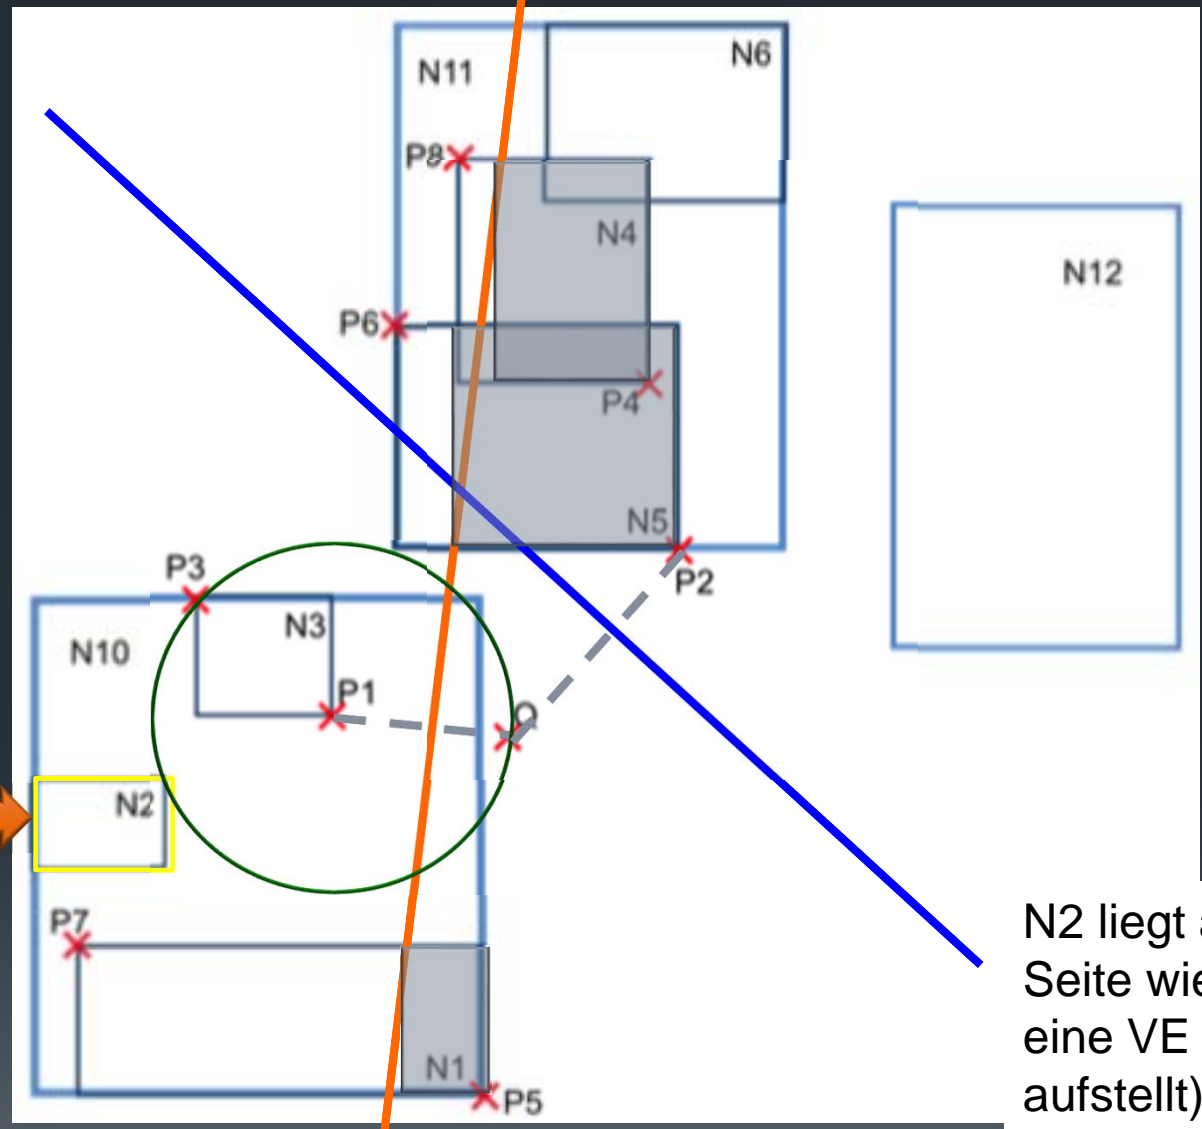 N11
N6
P8
N4
N12
P6
P4
N5
P2
P3
N3
N10
P1
Q
N2
P7
N1
P5
N2 liegt
Seite wie
eine VE
aufstellt)